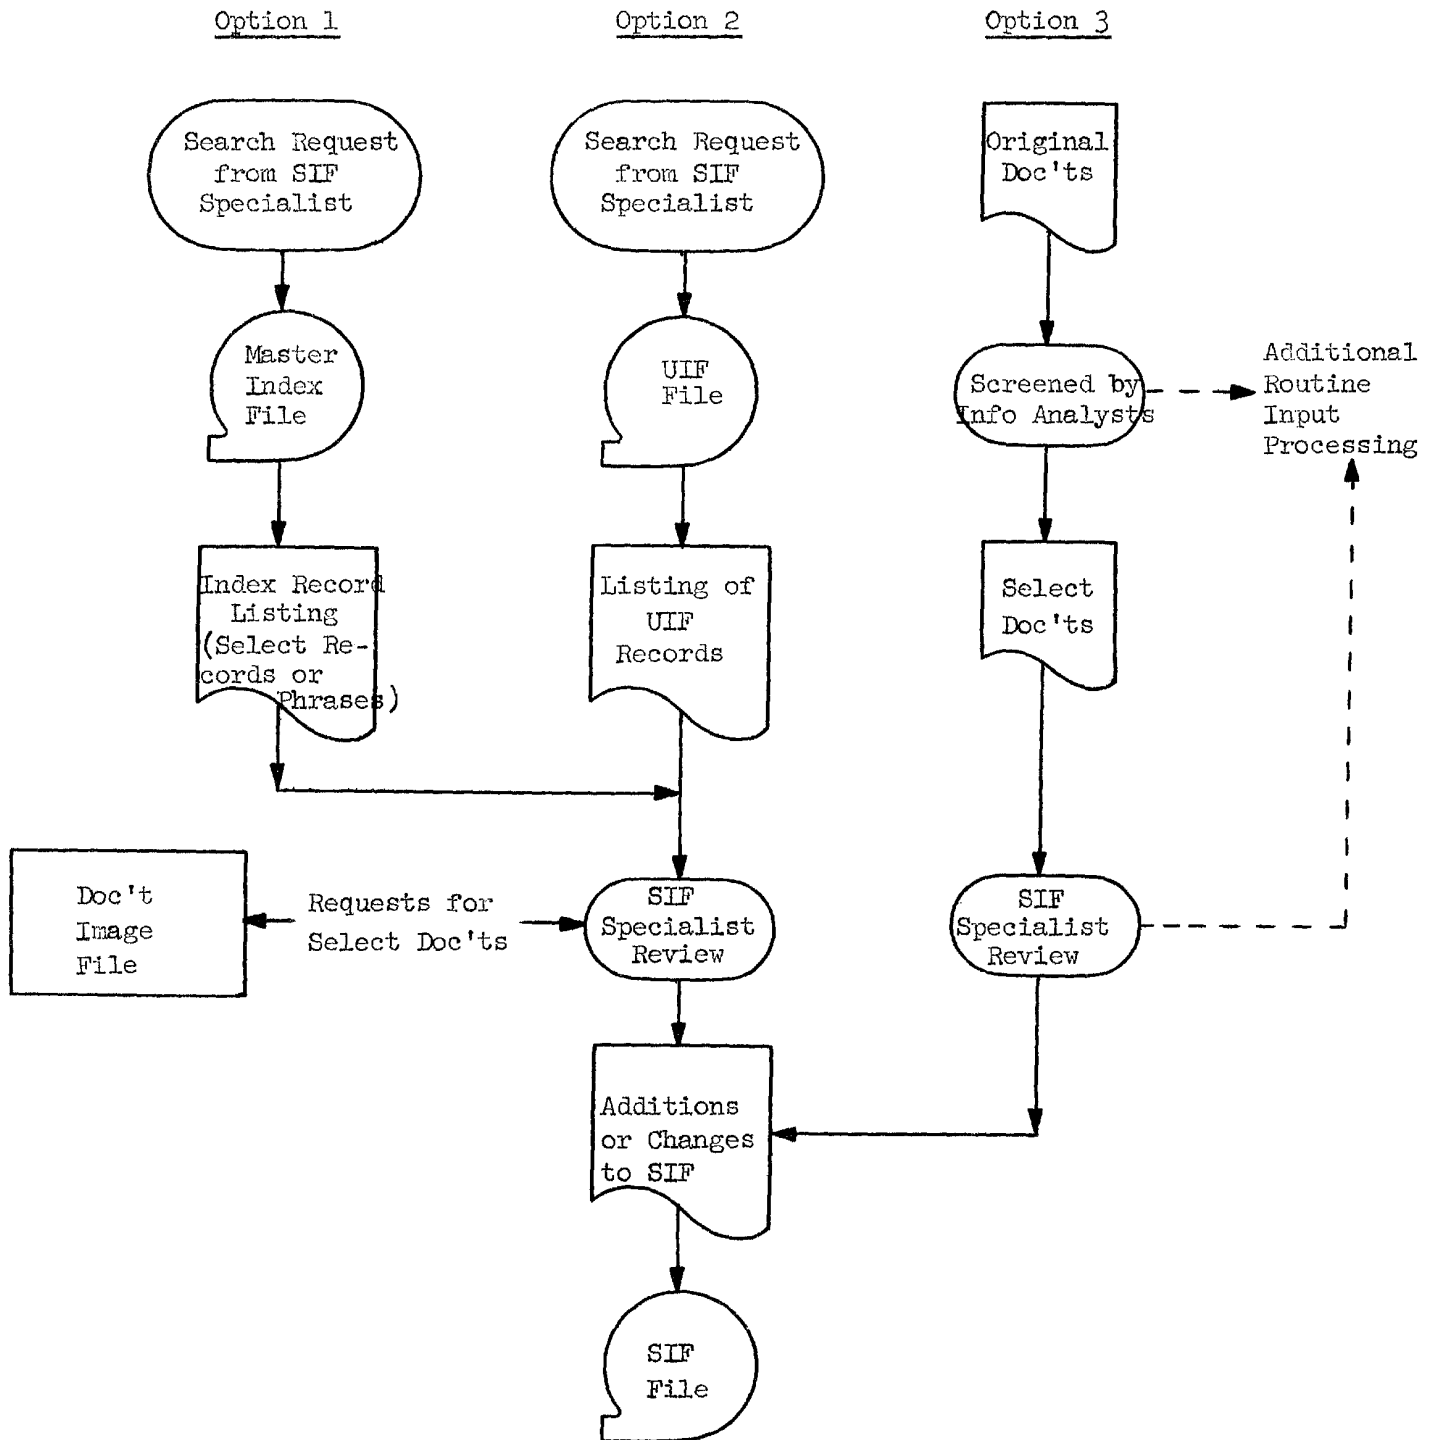 Option 1
Option 2
Option 3
Search Request
from SIF
Specialist
Search Request
from SIF
Specialist
Original
Doc'ts
Master
Index
File
UIF
File
Screened by
Info Analysts
Additional
Routine
Input
Processing
Index Record
Listing
(Select Re-
cords or
Phrases)
Listing of
UIF
Records
Select
Doc'ts
Doc't
Image
File
Requests for
Select Doc'ts
SIF
Specialist
Review
SIF
Specialist
Review
Additions
or Changes
to SIF
SIF
File